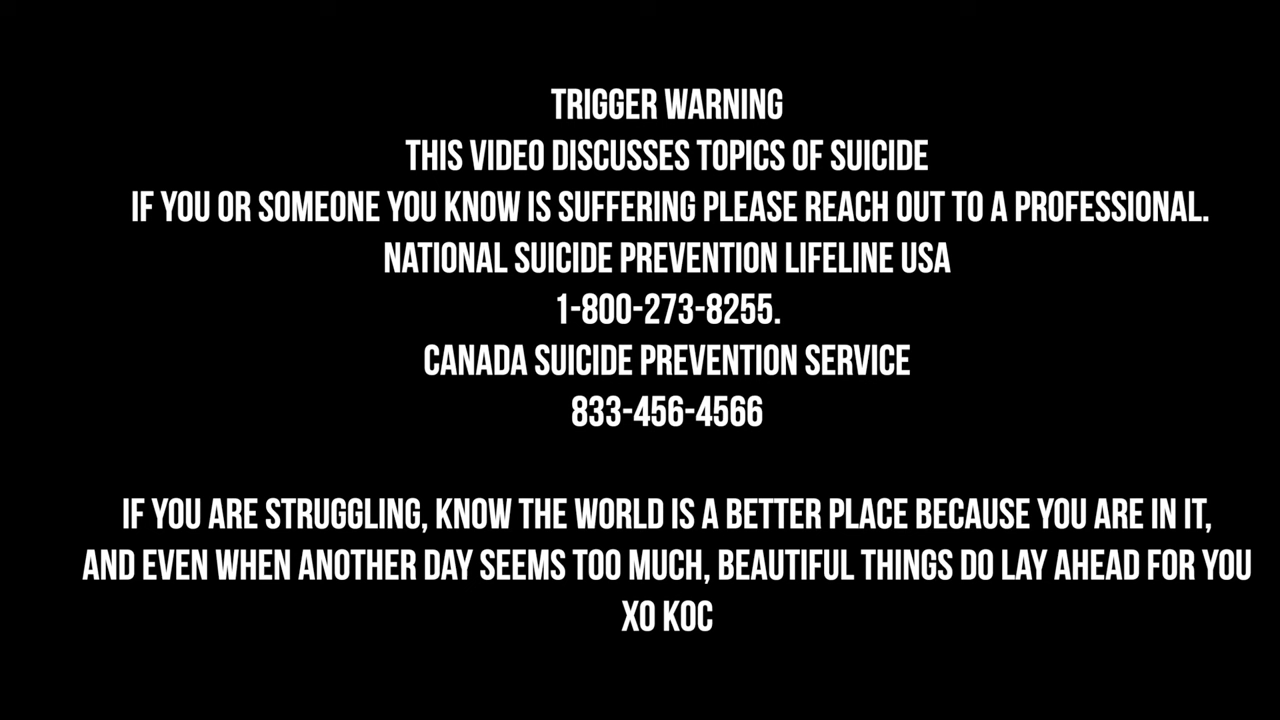 TRIGGER WARNING
THIS VIDEO DISCUSSES TOPICS OF SUICIDE
IF YOU OR SOMEONE YOU KNOW IS SUFFERING PLEASE REACH OUT TO A PROFESSIONAL.
NATIONAL SUICIDE PREVENTION LIFELINE USA
1-800-273-8255.
CANADA SUICIDE PREVENTION SERVICE
833-456-4566
IF YOU ARE STRUGGLING, KNOW THE WORLD IS A BETTER PLACE BECAUSE YOU ARE IN IT,
AND EVEN WHEN ANOTHER DAY SEEMS TOO MUCH, BEAUTIFUL THINGS DO LAY AHEAD FOR YOU
XO KOC